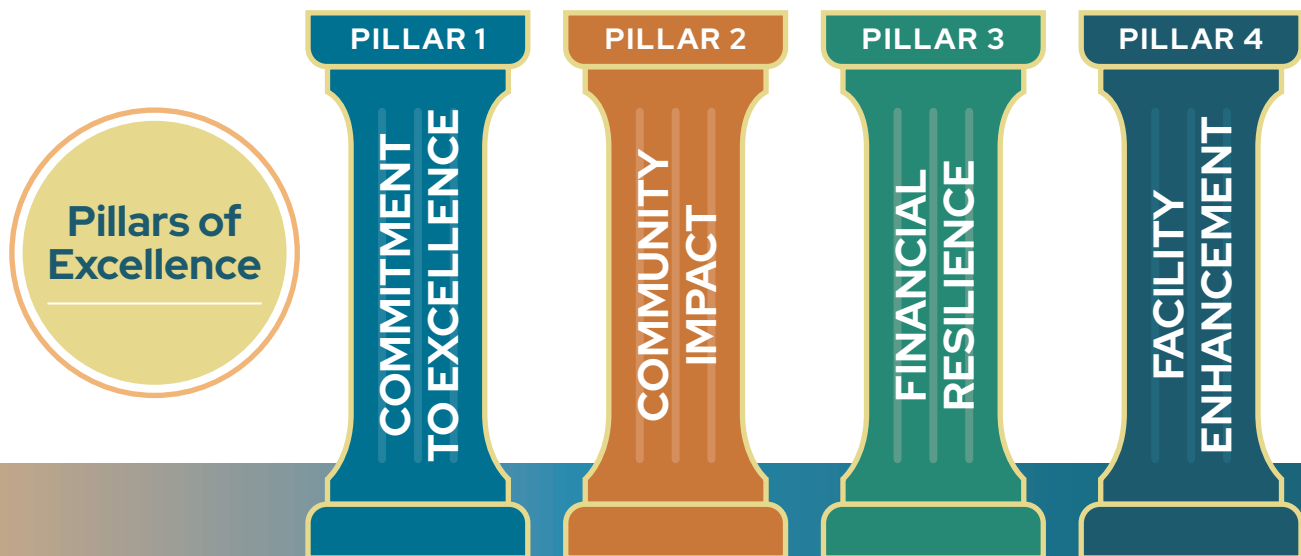 Pillars of
Excellence
PILLAR 1
COMMITMENT
TO EXCELLENCE
PILLAR 2
COMMUNITY
IMPACT
PILLAR 3
FINANCIAL
RESILIENCE
PILLAR 4
FACILITY
ENHANCEMENT